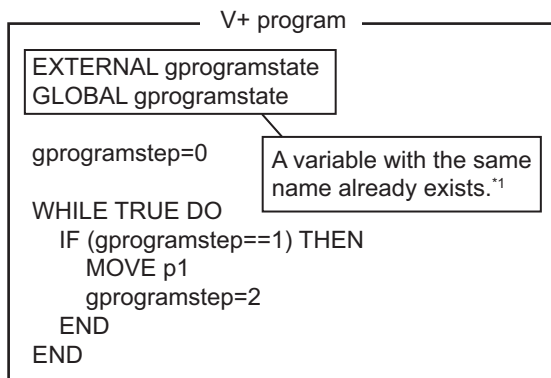 V+ program
EXTERNAL gprogramstate
GLOBAL gprogramstate
gprogramstep=0
A variable with the same
name already exists.*1
WHILE TRUE DO
IF (gprogramstep==1) THEN
MOVE p1
gprogramstep=2
END
END